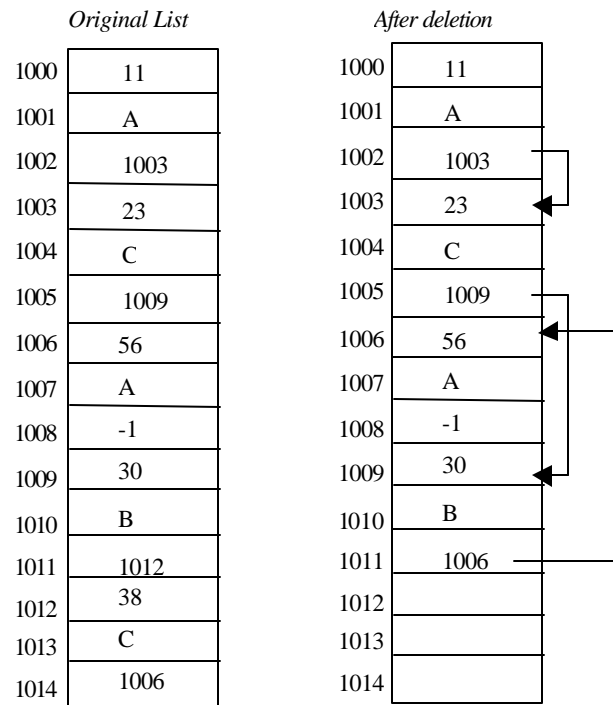 Original List After deletion
1000 11 1000 11
1001 A 1001 A
1002 1003 1002 1003
1003 23 1003 23
1004 C 1004 C
1005 1009 1005 1009
1006 56 1006 56
1007 A 1007 A
1008 -1 1008 -1
1009 30 1009 30
1010 B 1010 B
1011 1012 1011 1006
1012 38 1012
1013 C 1013
1014 1006 1014